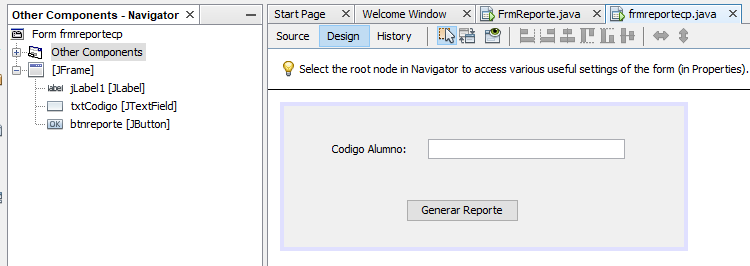 Other Components - Navigator
Form frmreportecp
Other Components
[JFrame]
label jLabel1 [JLabel]
txtCodigo [JTextField]
OK btnreporte [JButton]
Start Page
Welcome Window
FrmReporte.java
frmreportecp.java
Source
Design
History
Select the root node in Navigator to access various useful settings of the form (in Properties).
Codigo Alumno:
Generar Reporte